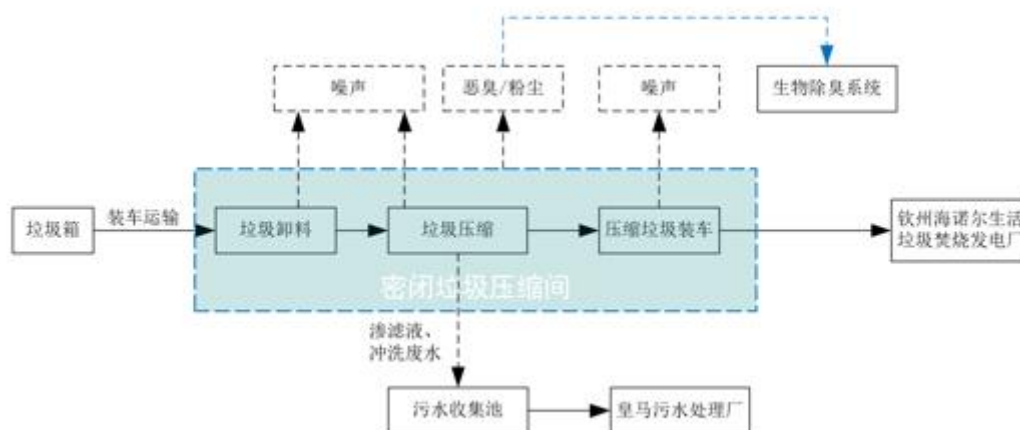 噪声
恶臭/粉尘
噪声
生物除臭系统
垃圾箱
装车运输
垃圾卸料
垃圾压缩
压缩垃圾装车
钦州海诺尔生活
垃圾焚烧发电厂
密闭垃圾压缩间
渗滤液、
冲洗废水
污水收集池
皇马污水处理厂